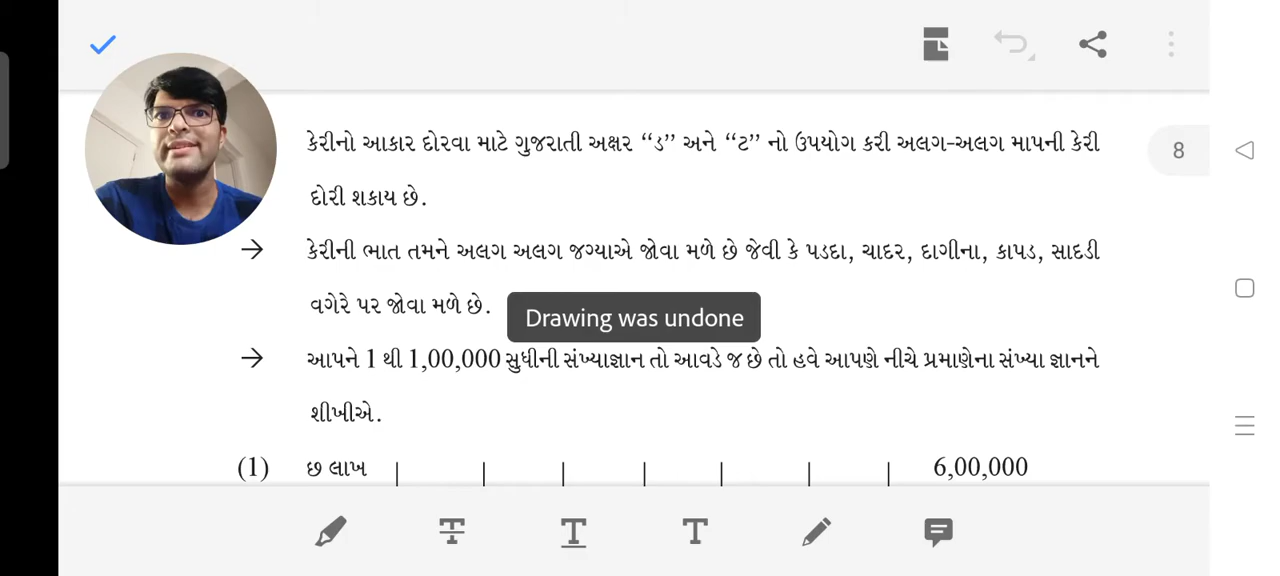 કેરીનો આકાર દોરવા માટે ગુજરાતી અક્ષર “ડ” અને “ટ” નો ઉપયોગ કરી અલગ-અલગ માપની કેરી
8
દોરી શકાય છે.
→ કેરીની ભાત તમને અલગ અલગ જગ્યાએ જોવા મળે છે જેવી કે પડદા, ચાદર, દાગીના, કાપડ, સાદડી
વગેરે પર જોવા મળે છે.
Drawing was undone
→ આપને 1 થી 1,00,000 સુધીની સંખ્યાજ્ઞાન તો આવડે જ છે તો હવે આપણે નીચે પ્રમાણેના સંખ્યા જ્ઞાનને
શીખીએ.
(1) છ લાખ | | | | | | | 6,00,000